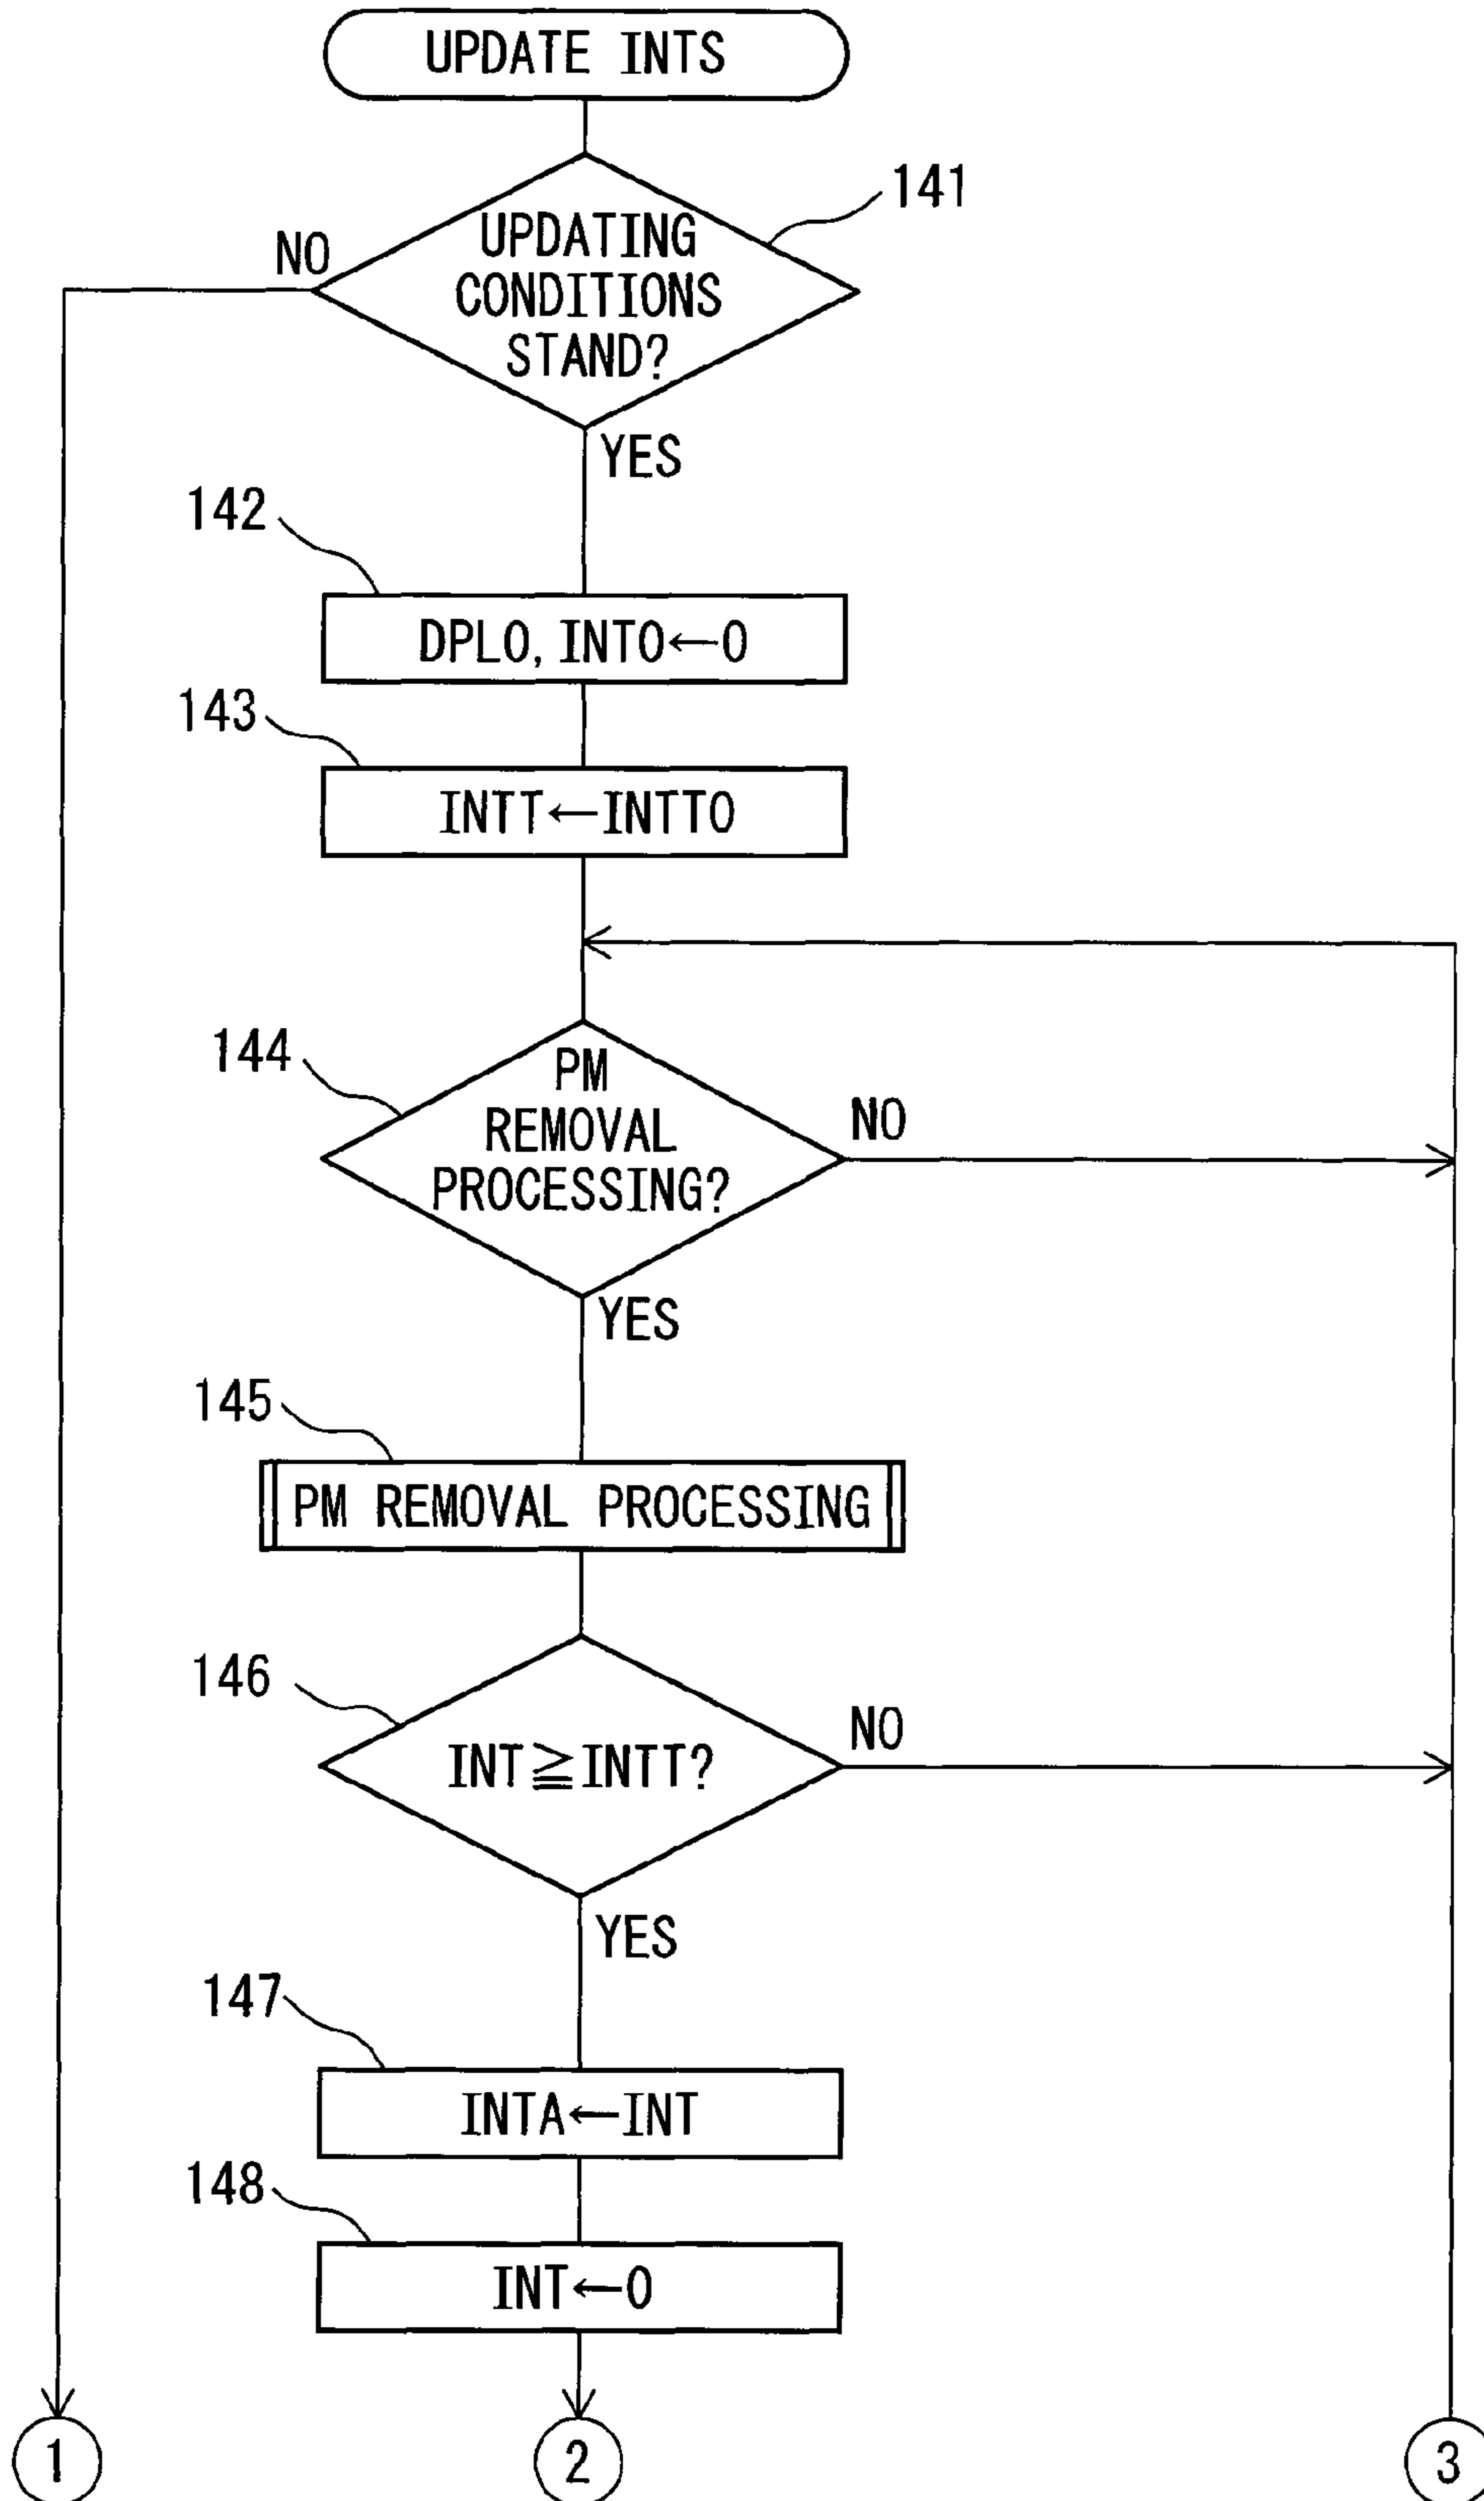 UPDATE INTS
141
NO
UPDATING
CONDITIONS
STAND?
YES
142
DPL0, INT0←0
143
INTT←INTT0
144
PM
REMOVAL
PROCESSING?
NO
YES
145
PM REMOVAL PROCESSING
146
INT≧INTT?
NO
YES
147
INTA←INT
148
INT←0
1
2
3